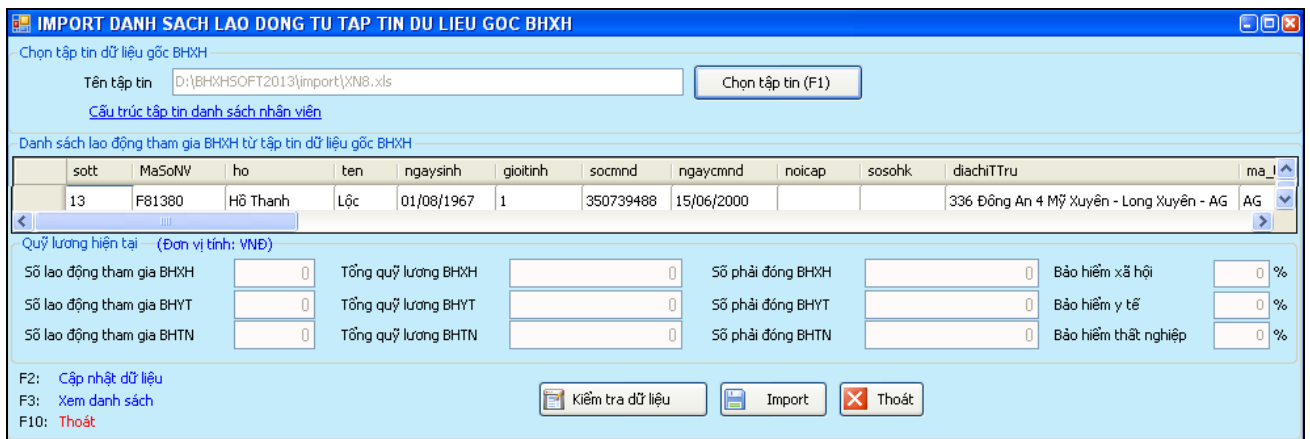 IMPORT DANH SACH LAO DONG TU TAP TIN DU LIEU GOC BHXH
Chọn tập tin dữ liệu gốc BHXH
Tên tập tin D:\BHXHSOFT2013\import\XN8.xls Chọn tập tin (F1)
Cấu trúc tập tin danh sách nhân viên
Danh sách lao động tham gia BHXH từ tập tin dữ liệu gốc BHXH
sott MaSoNV ho ten ngaysinh gioitinh socmnd ngaycmnd noicap sosohk diachiTTru
13 F81380 Hồ Thanh Lộc 01/08/1967 1 350739488 15/06/2000 336 Đông An 4 Mỹ Xuyên - Long Xuyên - AG AG
Quỹ lương hiện tại (Đơn vị tính: VNĐ)
Số lao động tham gia BHXH 0 Tổng quỹ lương BHXH 0 Số phải đóng BHXH 0 Bảo hiểm xã hội 0 %
Số lao động tham gia BHYT 0 Tổng quỹ lương BHYT 0 Số phải đóng BHYT 0 Bảo hiểm y tế 0 %
Số lao động tham gia BHTN 0 Tổng quỹ lương BHTN 0 Số phải đóng BHTN 0 Bảo hiểm thất nghiệp 0 %
F2: Cập nhật dữ liệu
F3: Xem danh sách
F10: Thoát
Kiểm tra dữ liệu Import Thoát